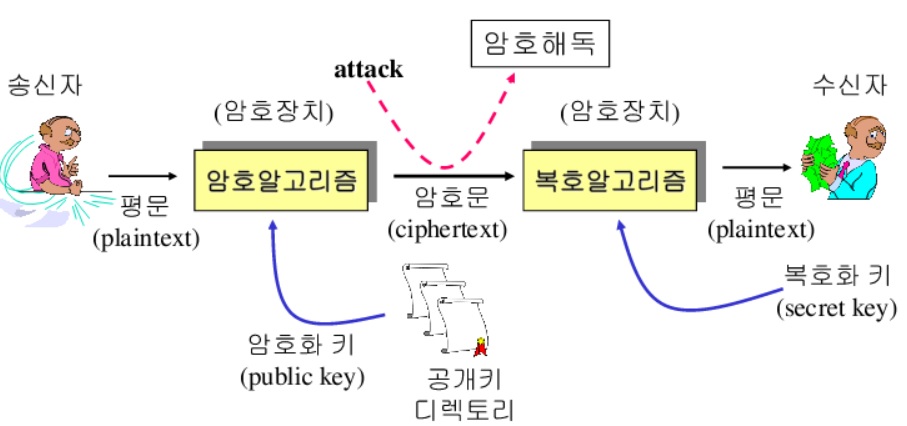 암호해독
attack
송신자
수신자
(암호장치)
(암호장치)
암호알고리즘
복호알고리즘
평문
(plaintext)
암호문
(ciphertext)
평문
(plaintext)
복호화 키
(secret key)
암호화 키
(public key)
공개키
디렉토리